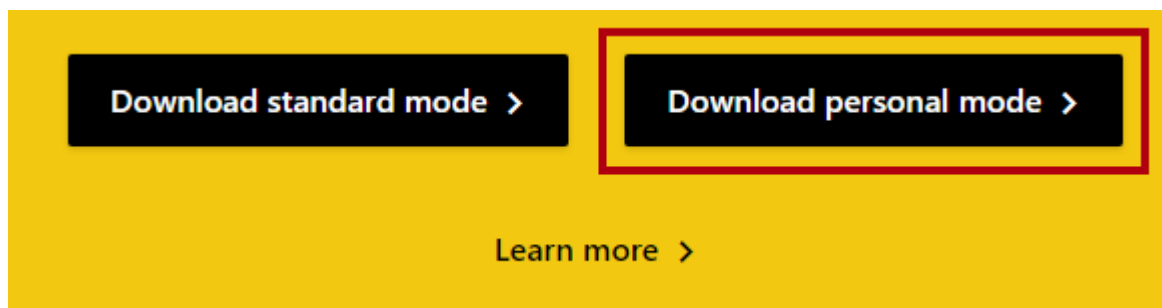 Download standard mode >
Download personal mode >
Learn more >